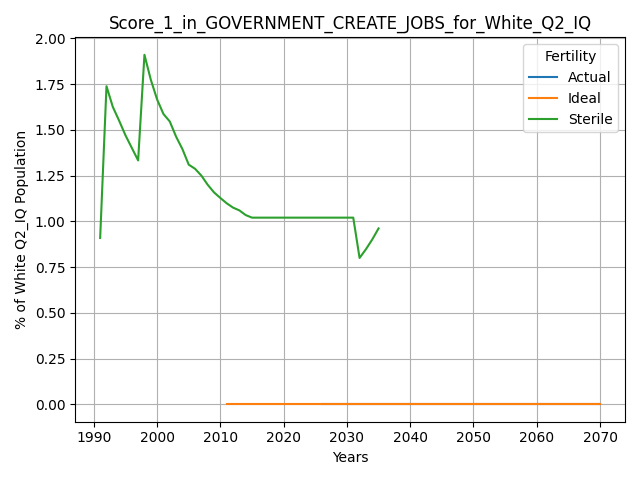 Score_1_in_GOVERNMENT_CREATE_JOBS_for_White_Q2_IQ
Fertility
Actual
Ideal
Sterile
% of White Q2_IQ Population
2.00
1.75
1.50
1.25
1.00
0.75
0.50
0.25
0.00
1990 2000 2010 2020 2030 2040 2050 2060 2070
Years